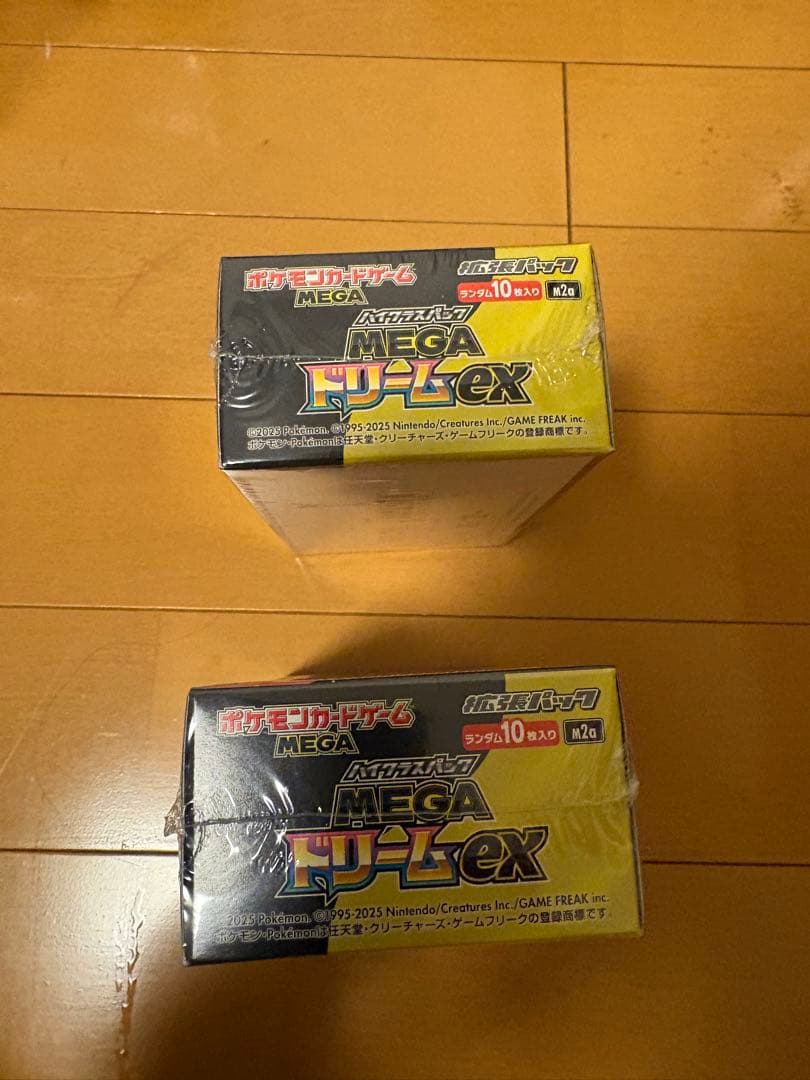 ポケモンカードゲーム
MEGA
拡張パック
ランダム10枚入り
M2a
ハイクラスパック
MEGA
ドリームex
©2025 Pokémon. ©1995-2025 Nintendo/Creatures Inc./GAME FREAK inc.
ポケモン・Pokémonは任天堂・クリーチャーズ・ゲームフリークの登録商標です。
ポケモンカードゲーム
MEGA
拡張パック
ランダム10枚入り
M2a
ハイクラスパック
MEGA
ドリームex
2025 Pokémon. ©1995-2025 Nintendo/Creatures Inc./GAME FREAK inc.
ポケモン・Pokémonは任天堂・クリーチャーズ・ゲームフリークの登録商標です。